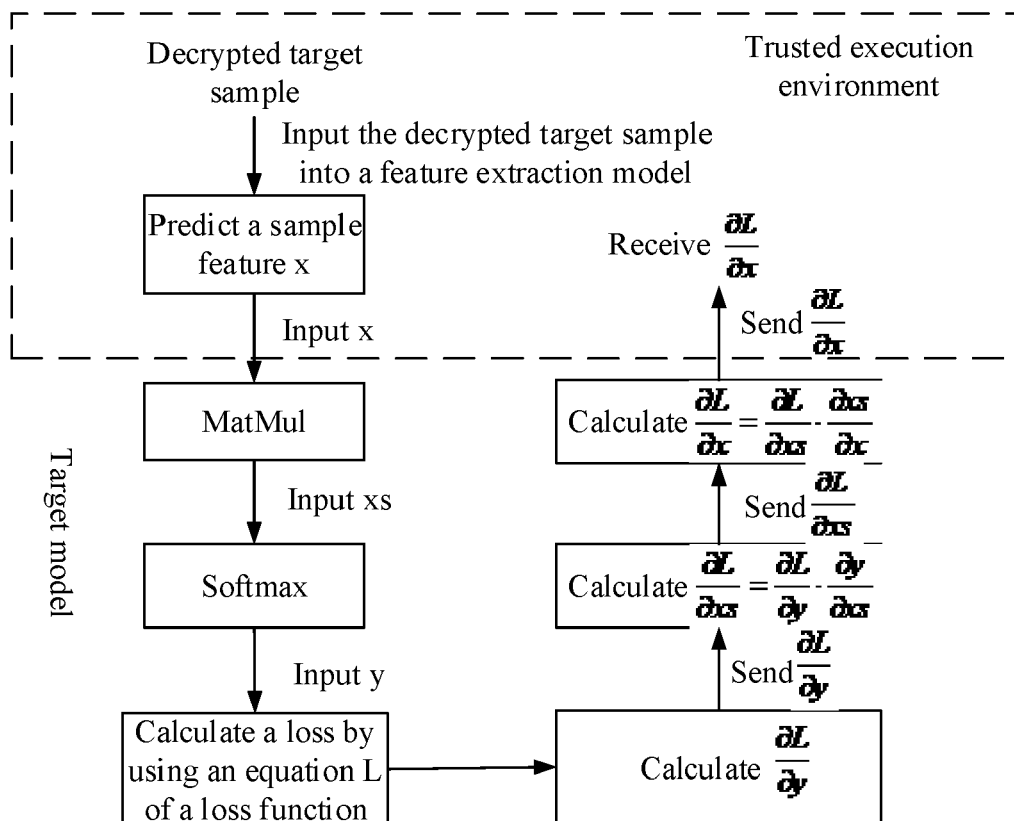 Decrypted target
sample
Trusted execution
environment
Input the decrypted target sample
into a feature extraction model
Predict a sample
feature x
Receive ∂L/∂x
Input x
Send ∂L/∂x
MatMul
Calculate ∂L/∂x = ∂L/∂xs · ∂xs/∂x
Target model
Input xs
Send ∂L/∂xs
Softmax
Calculate ∂L/∂xs = ∂L/∂y · ∂y/∂xs
Input y
Send ∂L/∂y
Calculate a loss by
using an equation L
of a loss function
Calculate ∂L/∂y